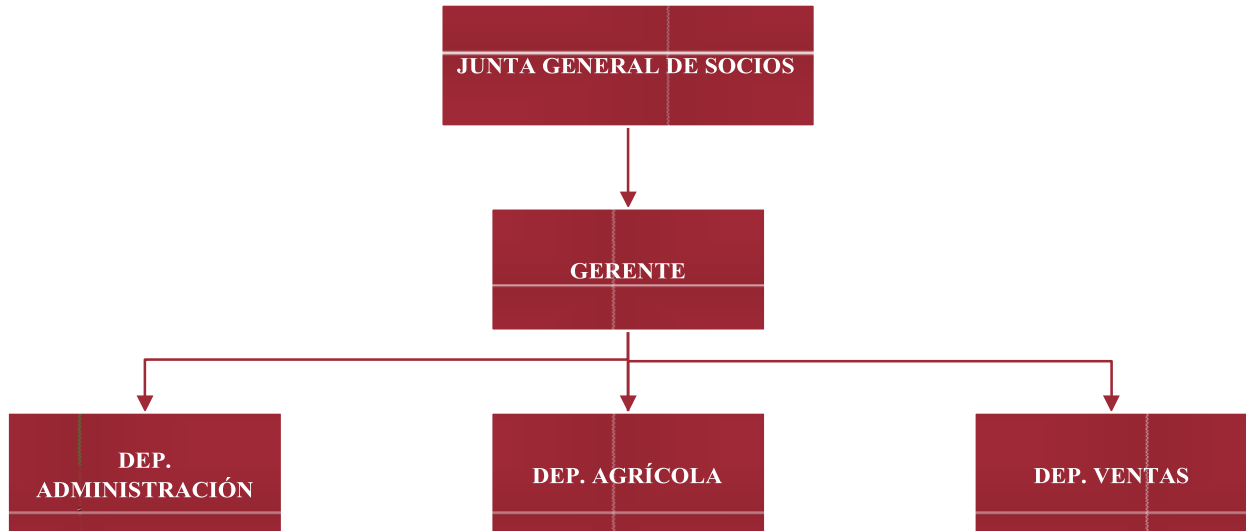 JUNTA GENERAL DE SOCIOS
GERENTE
DEP.
ADMINISTRACIÓN
DEP. AGRÍCOLA
DEP. VENTAS